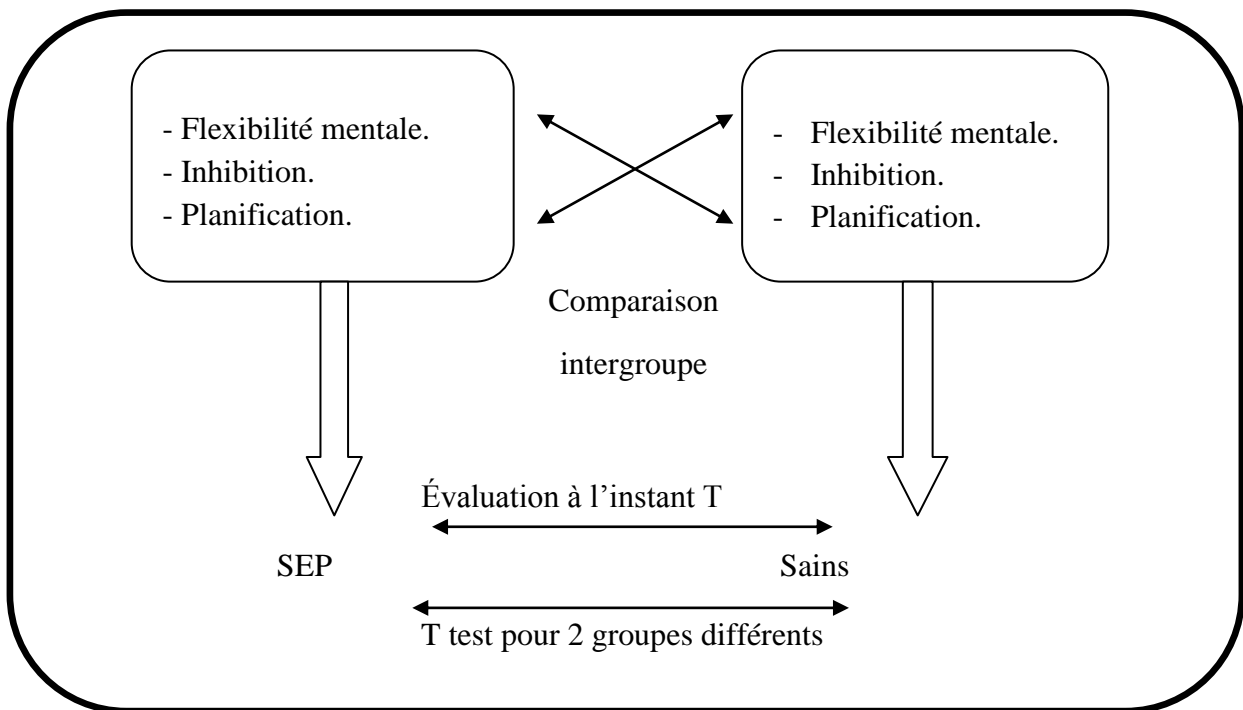 - Flexibilité mentale.
- Inhibition.
- Planification.
- Flexibilité mentale.
- Inhibition.
- Planification.
Comparaison
intergroupe
Évaluation à l’instant T
SEP
Sains
T test pour 2 groupes différents